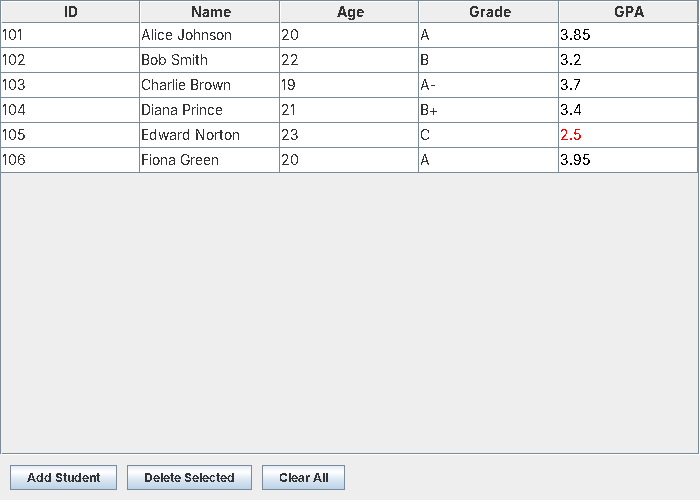 ID Name Age Grade GPA
101 Alice Johnson 20 A 3.85
102 Bob Smith 22 B 3.2
103 Charlie Brown 19 A- 3.7
104 Diana Prince 21 B+ 3.4
105 Edward Norton 23 C 2.5
106 Fiona Green 20 A 3.95
Add Student Delete Selected Clear All